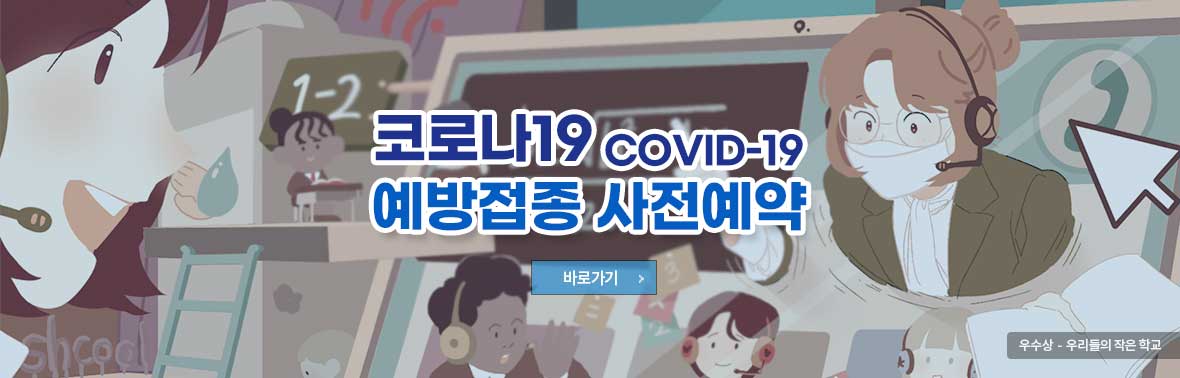 1-2
코로나19 COVID-19
예방접종 사전예약
바로가기 >
shcool
우수상 - 우리들의 작은 학교